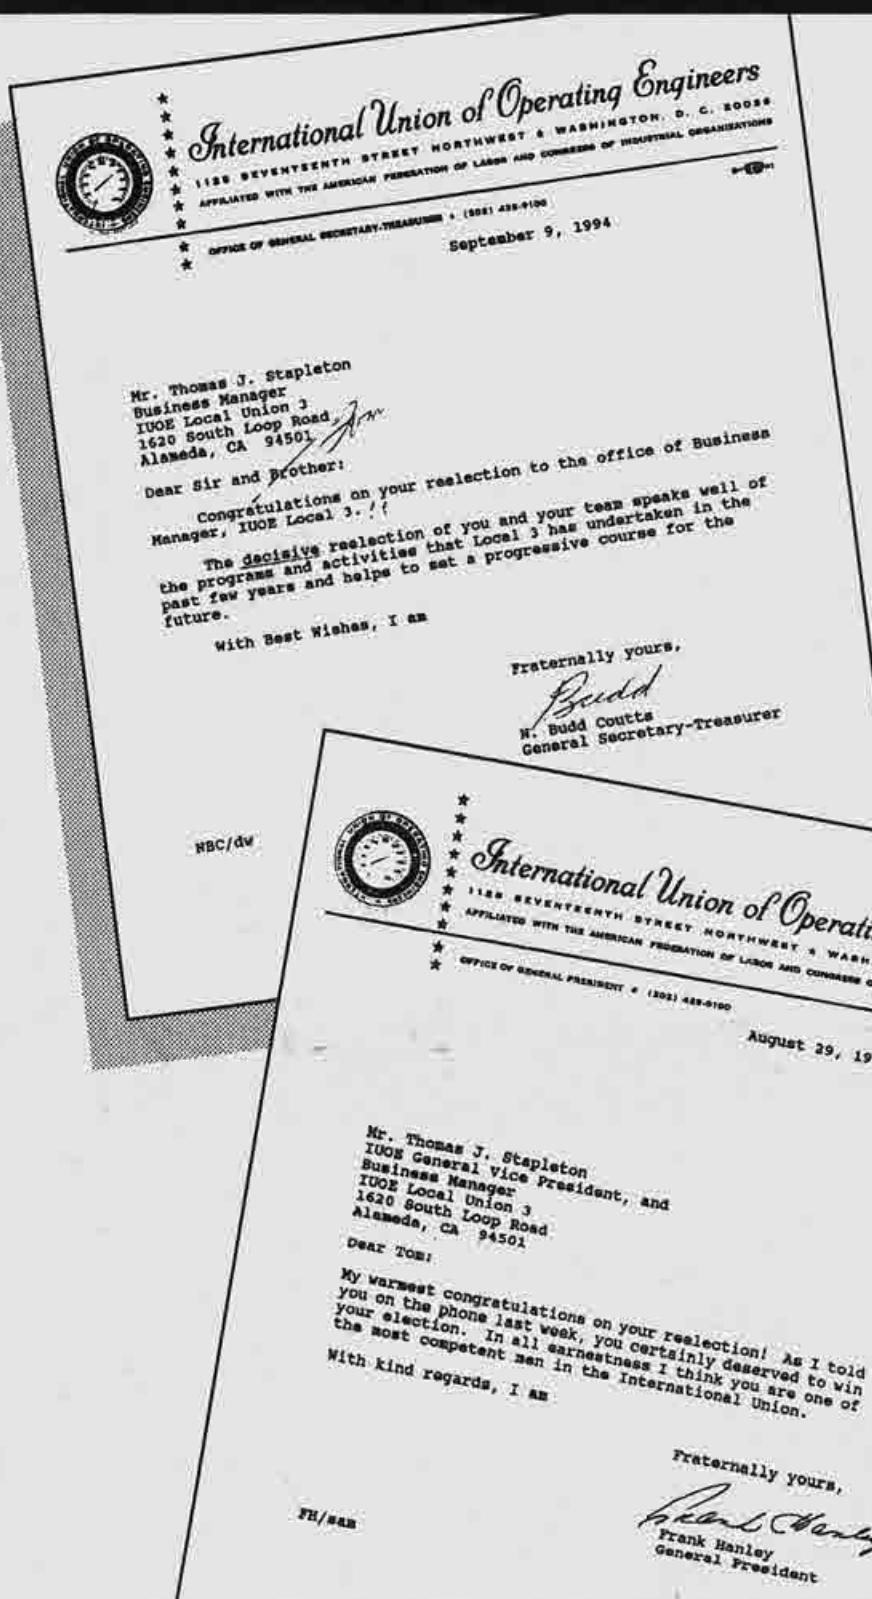 International Union of Operating Engineers
1125 SEVENTEENTH STREET NORTHWEST • WASHINGTON, D. C. 20036
AFFILIATED WITH THE AMERICAN FEDERATION OF LABOR AND CONGRESS OF INDUSTRIAL ORGANIZATIONS
OFFICE OF GENERAL SECRETARY-TREASURER • (202) 429-9100
September 9, 1994
Mr. Thomas J. Stapleton
Business Manager
IUOE Local Union 3
1620 South Loop Road
Alameda, CA 94501
Tom
Dear Sir and Brother:
Congratulations on your reelection to the office of Business
Manager, IUOE Local 3. !!
The decisive reelection of you and your team speaks well of
the programs and activities that Local 3 has undertaken in the
past few years and helps to set a progressive course for the
future.
With Best Wishes, I am
Fraternally yours,
Budd
N. Budd Coutts
General Secretary-Treasurer
NBC/dw
International Union of Operati
1125 SEVENTEENTH STREET NORTHWEST • WASH
AFFILIATED WITH THE AMERICAN FEDERATION OF LABOR AND CONGRESS O
OFFICE OF GENERAL PRESIDENT • (202) 429-9100
August 29, 19
Mr. Thomas J. Stapleton
IUOE General Vice President, and
Business Manager
IUOE Local Union 3
1620 South Loop Road
Alameda, CA 94501
Dear Tom:
My warmest congratulations on your reelection! As I told
you on the phone last week, you certainly deserved to win
your election. In all earnestness I think you are one of
the most competent men in the International Union.
With kind regards, I am
Fraternally yours,
Frank Hanley
Frank Hanley
General President
FH/sam